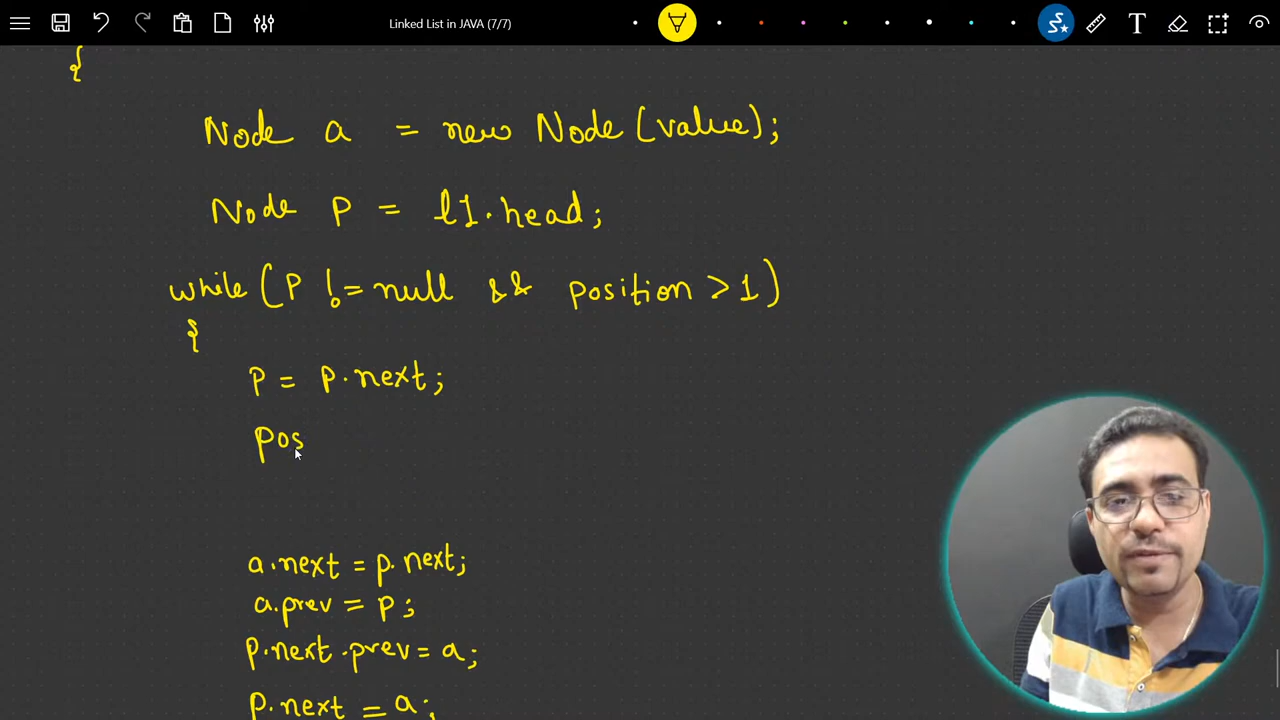 Linked List in JAVA (7/7)
T
{
Node a = new Node (value);
Node P = l1.head;
while (P != null && position > 1)
{
P = p.next;
pos
a.next = p.next;
a.prev = p;
p.next.prev = a;
p.next = a;